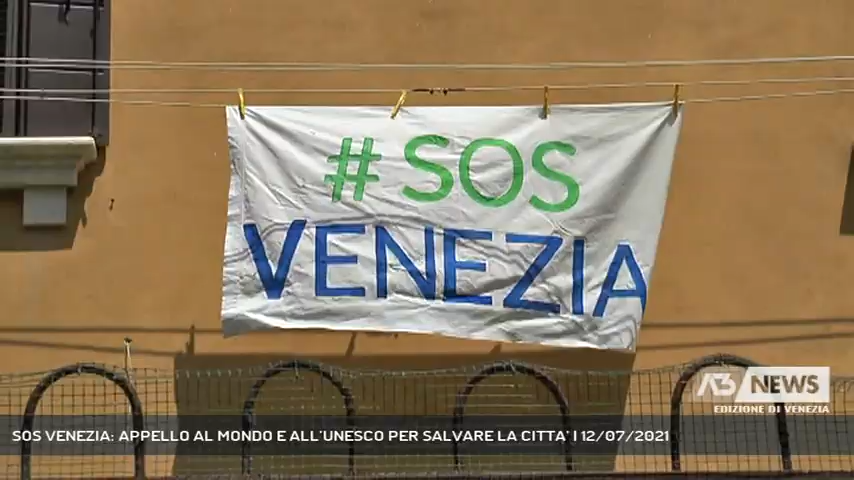 # SOS
VENEZIA
A3 NEWS
EDIZIONE DI VENEZIA
SOS VENEZIA: APPELLO AL MONDO E ALL'UNESCO PER SALVARE LA CITTA' | 12/07/2021